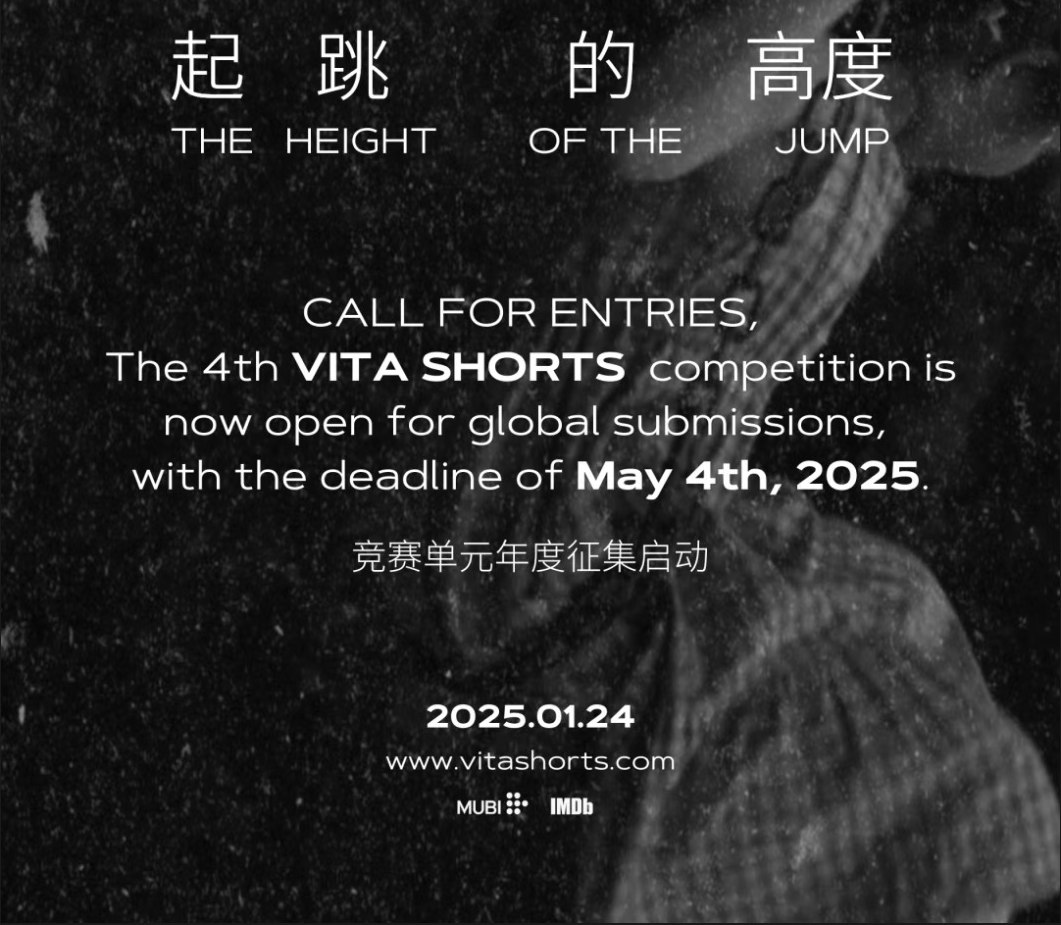 起 跳 的 高度
THE HEIGHT OF THE JUMP
CALL FOR ENTRIES,
The 4th VITA SHORTS competition is
now open for global submissions,
with the deadline of May 4th, 2025.
竞赛单元年度征集启动
2025.01.24
www.vitashorts.com
MUBI IMDb